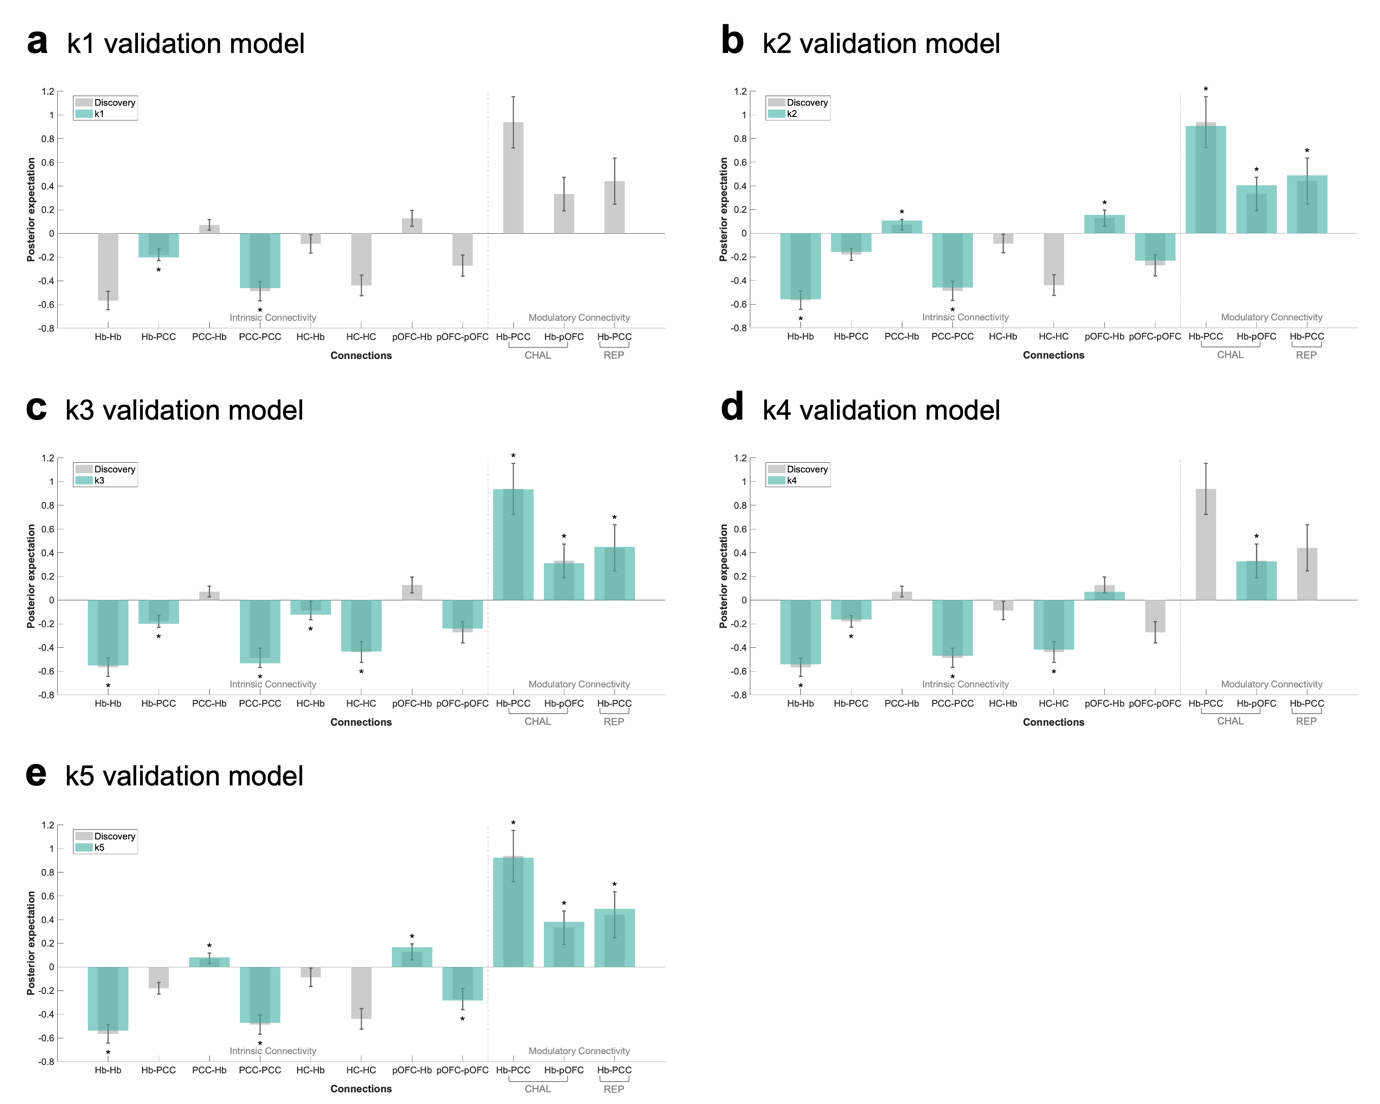 a k1 validation model
1.2
1
0.8
0.6
0.4
0.2
0
-0.2
-0.4
-0.6
-0.8
Posterior expectation
Discovery
k1
*
*
Intrinsic Connectivity
Modulatory Connectivity
Hb-Hb Hb-PCC PCC-Hb PCC-PCC HC-Hb HC-HC pOFC-Hb pOFC-pOFC Hb-PCC Hb-pOFC Hb-PCC
Connections
CHAL REP
b k2 validation model
1.2
1
0.8
0.6
0.4
0.2
0
-0.2
-0.4
-0.6
-0.8
Posterior expectation
Discovery
k2
*
*
*
*
*
*
*
Intrinsic Connectivity
Modulatory Connectivity
Hb-Hb Hb-PCC PCC-Hb PCC-PCC HC-Hb HC-HC pOFC-Hb pOFC-pOFC Hb-PCC Hb-pOFC Hb-PCC
Connections
CHAL REP
c k3 validation model
1.2
1
0.8
0.6
0.4
0.2
0
-0.2
-0.4
-0.6
-0.8
Posterior expectation
Discovery
k3
*
*
*
*
*
*
*
*
Intrinsic Connectivity
Modulatory Connectivity
Hb-Hb Hb-PCC PCC-Hb PCC-PCC HC-Hb HC-HC pOFC-Hb pOFC-pOFC Hb-PCC Hb-pOFC Hb-PCC
Connections
CHAL REP
d k4 validation model
1.2
1
0.8
0.6
0.4
0.2
0
-0.2
-0.4
-0.6
-0.8
Posterior expectation
Discovery
k4
*
*
*
*
*
Intrinsic Connectivity
Modulatory Connectivity
Hb-Hb Hb-PCC PCC-Hb PCC-PCC HC-Hb HC-HC pOFC-Hb pOFC-pOFC Hb-PCC Hb-pOFC Hb-PCC
Connections
CHAL REP
e k5 validation model
1.2
1
0.8
0.6
0.4
0.2
0
-0.2
-0.4
-0.6
-0.8
Posterior expectation
Discovery
k5
*
*
*
*
*
*
*
*
Intrinsic Connectivity
Modulatory Connectivity
Hb-Hb Hb-PCC PCC-Hb PCC-PCC HC-Hb HC-HC pOFC-Hb pOFC-pOFC Hb-PCC Hb-pOFC Hb-PCC
Connections
CHAL REP